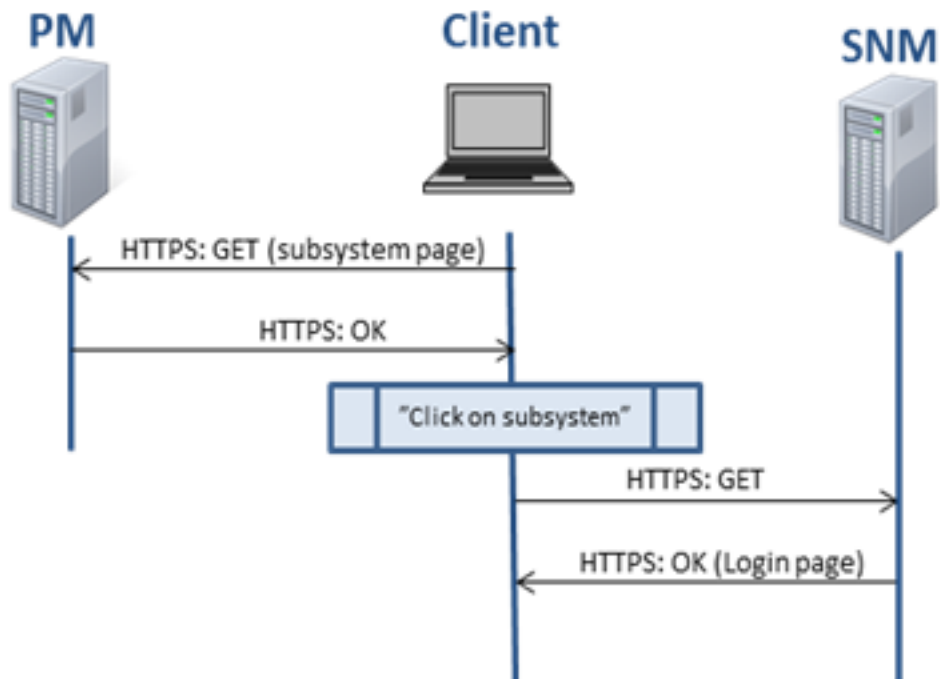 PM
Client
SNM
HTTPS: GET (subsystem page)
HTTPS: OK
”Click on subsystem”
HTTPS: GET
HTTPS: OK (Login page)